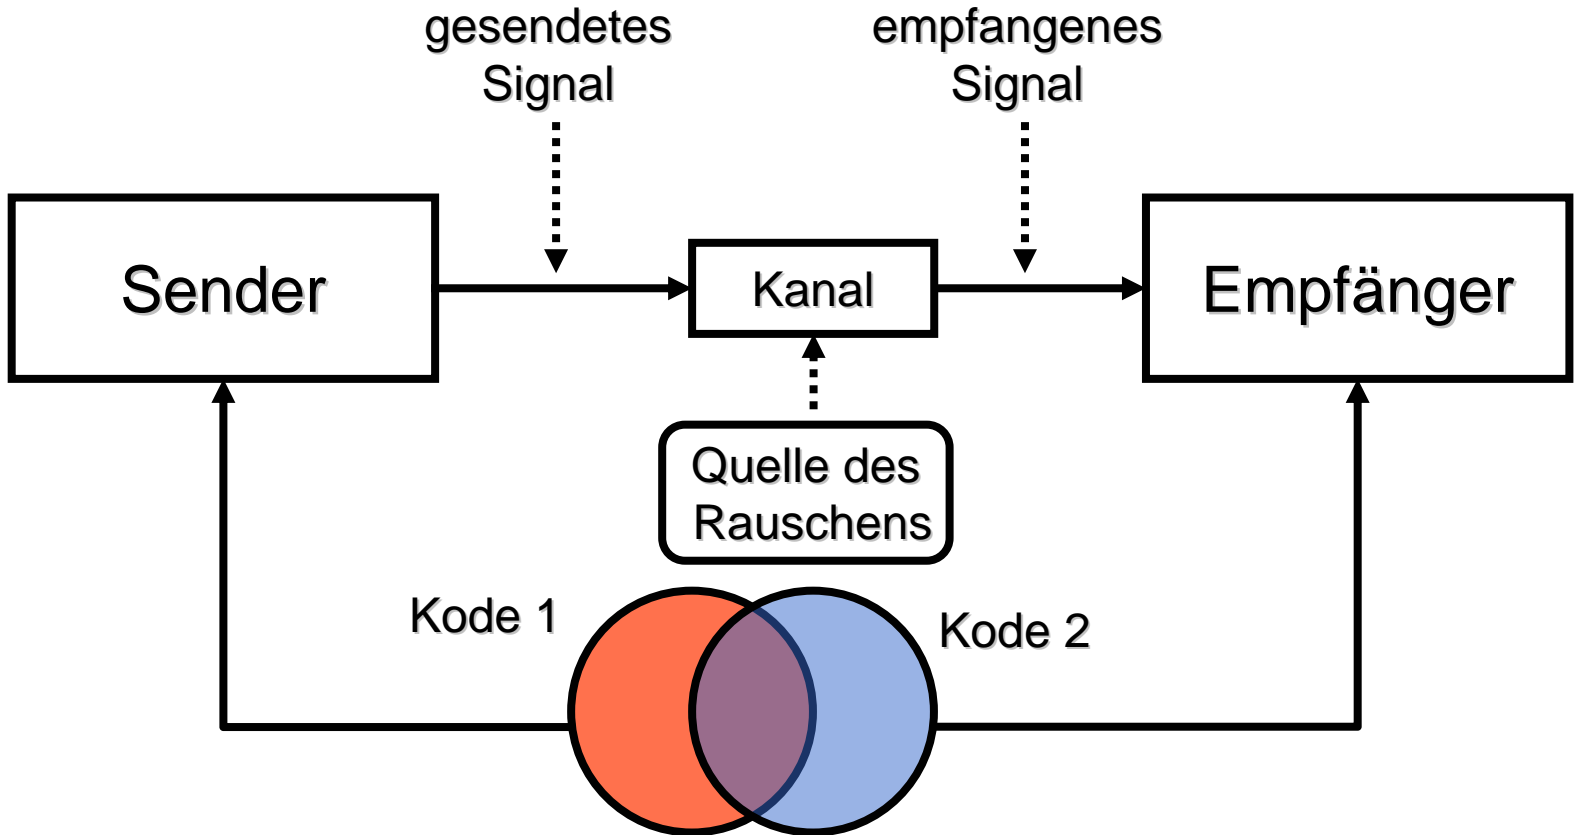 gesendetes
Signal
empfangenes
Signal
Sender
Kanal
Empfänger
Quelle des
Rauschens
Kode 1
Kode 2